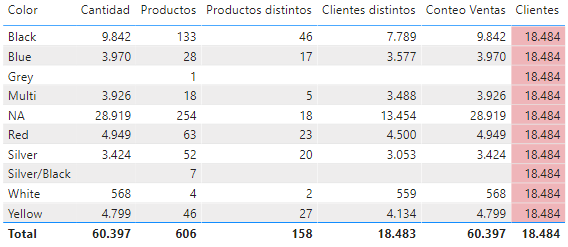 Color Cantidad Productos Productos distintos Clientes distintos Conteo Ventas Clientes
Black 9.842 133 46 7.789 9.842 18.484
Blue 3.970 28 17 3.577 3.970 18.484
Grey 1 18.484
Multi 3.926 18 5 3.488 3.926 18.484
NA 28.919 254 18 13.454 28.919 18.484
Red 4.949 63 23 4.500 4.949 18.484
Silver 3.424 52 20 3.053 3.424 18.484
Silver/Black 7 18.484
White 568 4 2 559 568 18.484
Yellow 4.799 46 27 4.134 4.799 18.484
Total 60.397 606 158 18.483 60.397 18.484